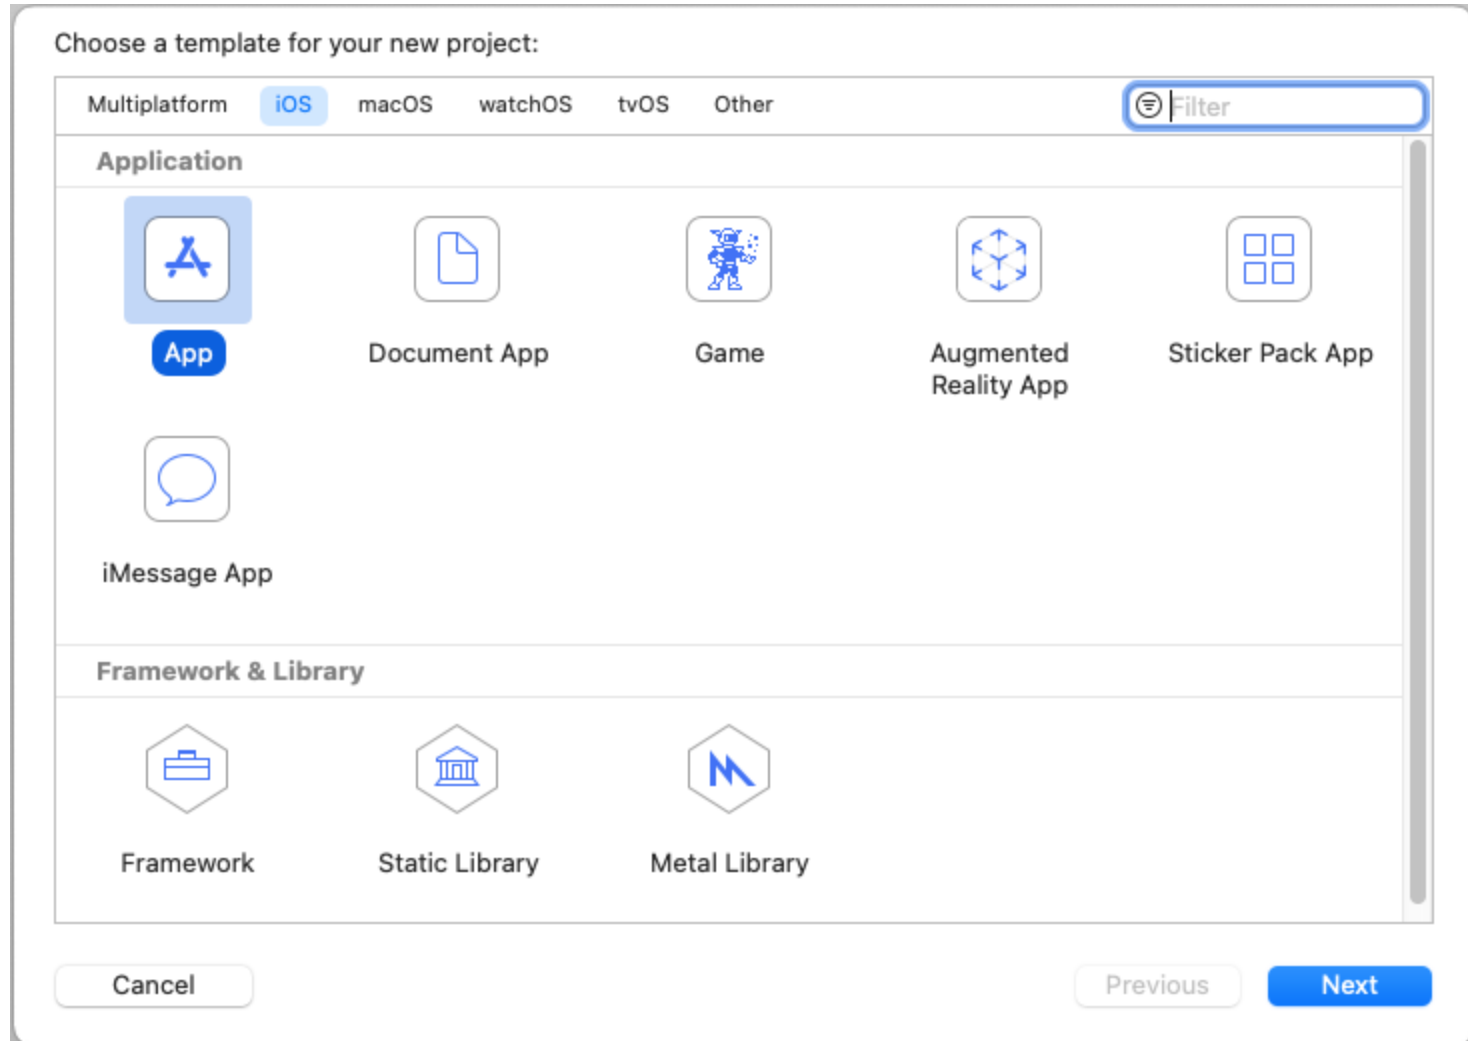 Choose a template for your new project:
Multiplatform iOS macOS watchOS tvOS Other Filter
Application
App Document App Game Augmented Reality App Sticker Pack App
iMessage App
Framework & Library
Framework Static Library Metal Library
Cancel Previous Next